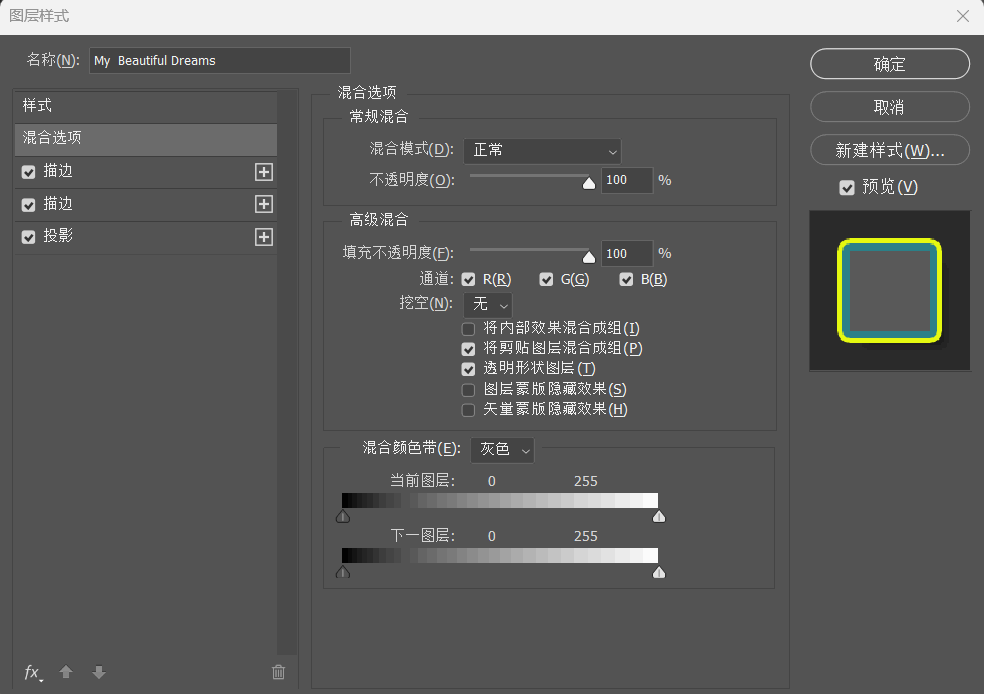 图层样式
名称(N): My Beautiful Dreams
样式
混合选项
描边
描边
投影
fx
混合选项
常规混合
混合模式(D): 正常
不透明度(O): 100 %
高级混合
填充不透明度(F): 100 %
通道: R(R) G(G) B(B)
挖空(N): 无
将内部效果混合成组(I)
将剪贴图层混合成组(P)
透明形状图层(T)
图层蒙版隐藏效果(S)
矢量蒙版隐藏效果(H)
混合颜色带(E): 灰色
当前图层: 0 255
下一图层: 0 255
确定
取消
新建样式(W)...
预览(V)